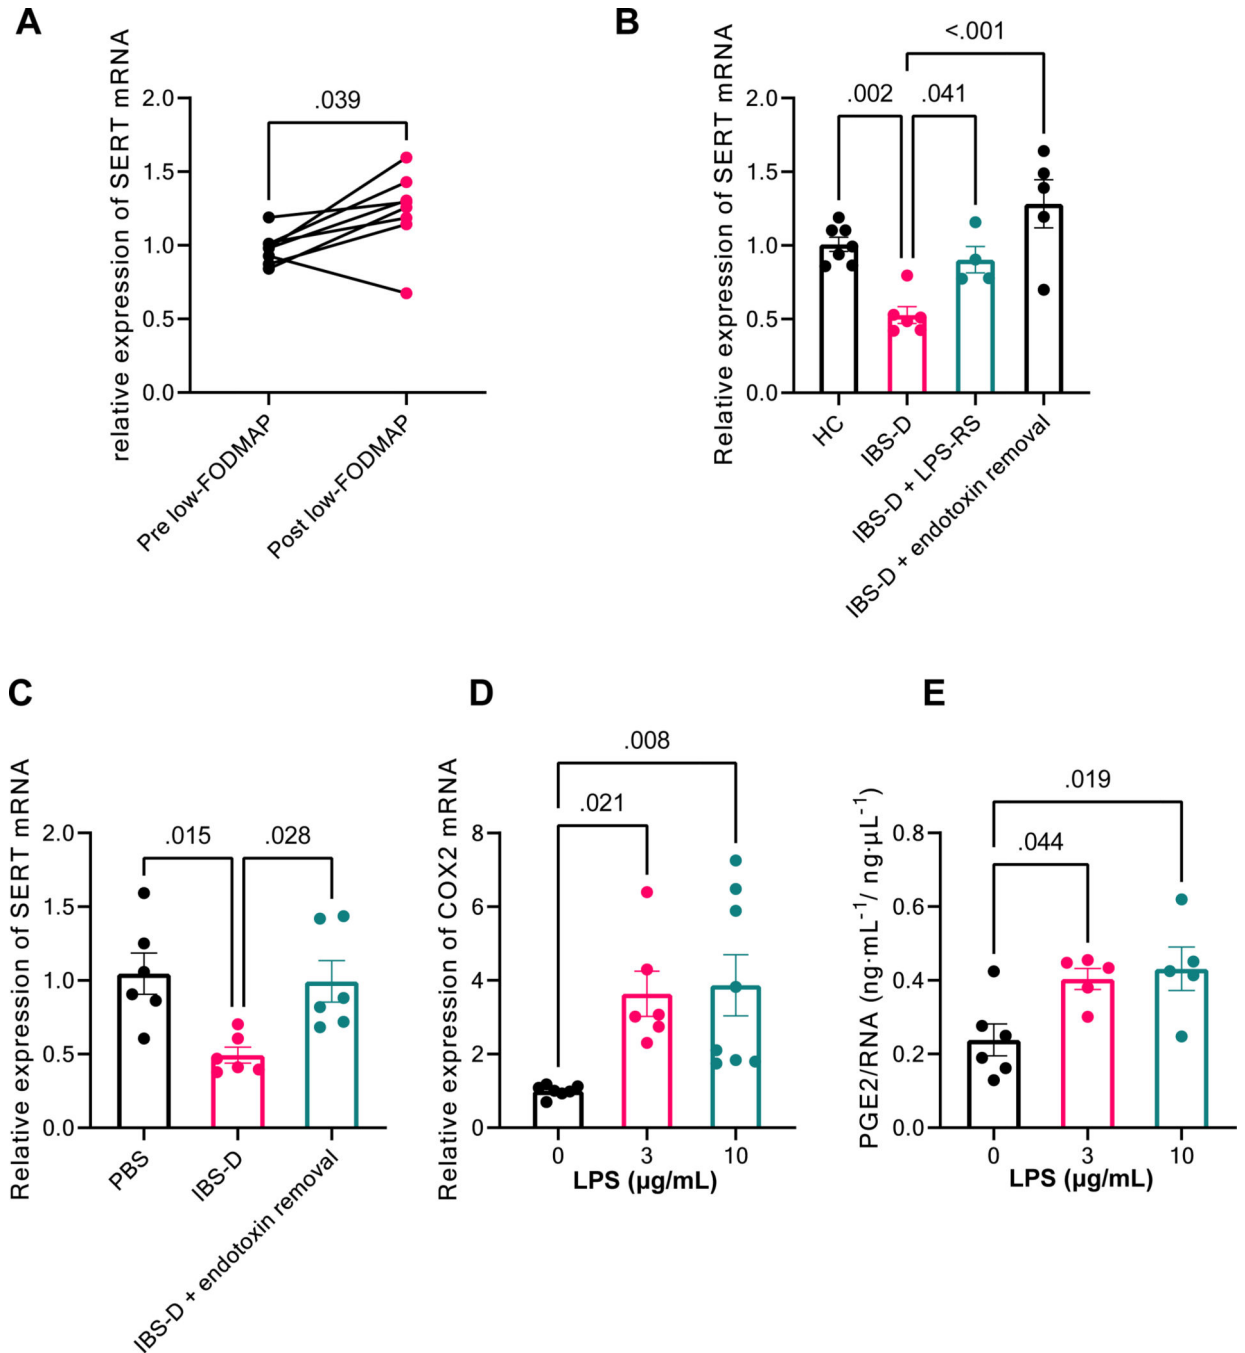 A
relative expression of SERT mRNA
2.0
1.5
1.0
0.5
0.0
.039
Pre low-FODMAP
Post low-FODMAP
B
Relative expression of SERT mRNA
2.0
1.5
1.0
0.5
0.0
<.001
.002
.041
HC
IBS-D
IBS-D + LPS-RS
IBS-D + endotoxin removal
C
Relative expression of SERT mRNA
2.0
1.5
1.0
0.5
0.0
.015
.028
PBS
IBS-D
IBS-D + endotoxin removal
D
Relative expression of COX2 mRNA
8
6
4
2
0
.008
.021
0
3
10
LPS (µg/mL)
E
PGE2/RNA (ng·mL⁻¹/ ng·µL⁻¹)
0.8
0.6
0.4
0.2
0.0
.019
.044
0
3
10
LPS (µg/mL)